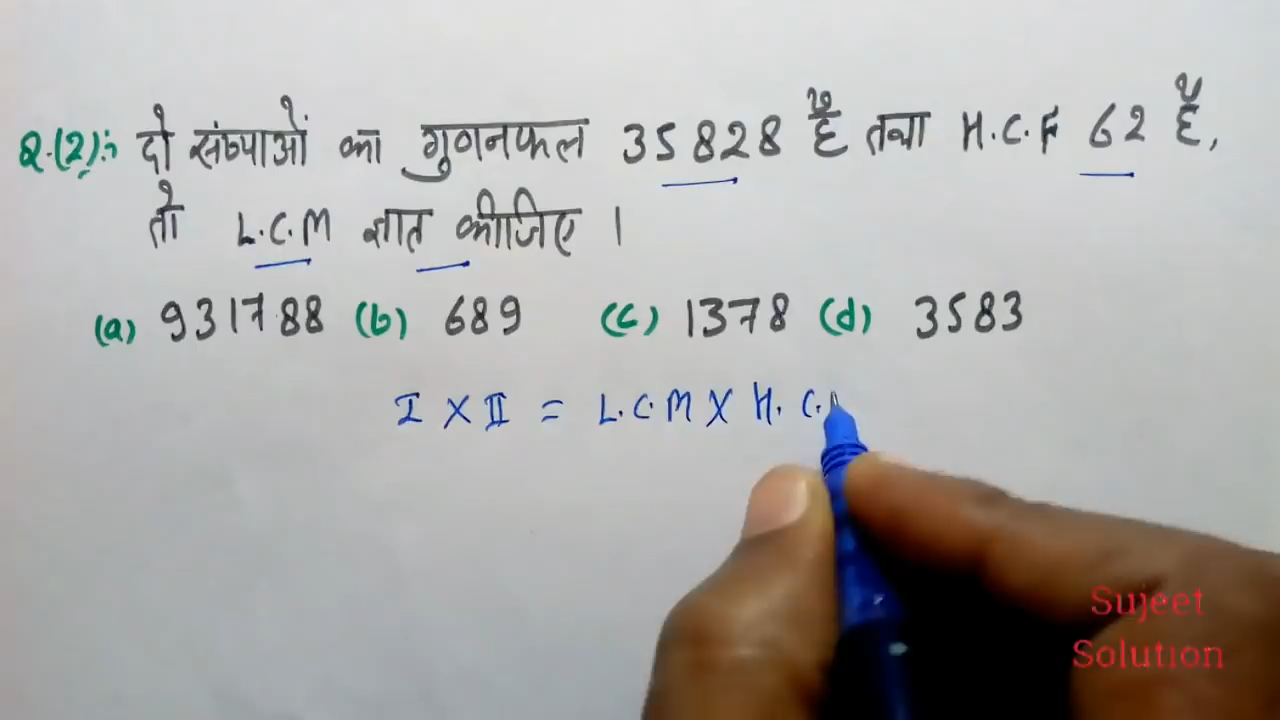 Q.(2):- दो संख्याओं का गुणनफल 35828 है तथा H.C.F 62 है,
तो L.C.M ज्ञात कीजिए ।
(a) 931788 (b) 689 (c) 1378 (d) 3583
I X II = L.C.M X H.C.
Sujeet
Solution